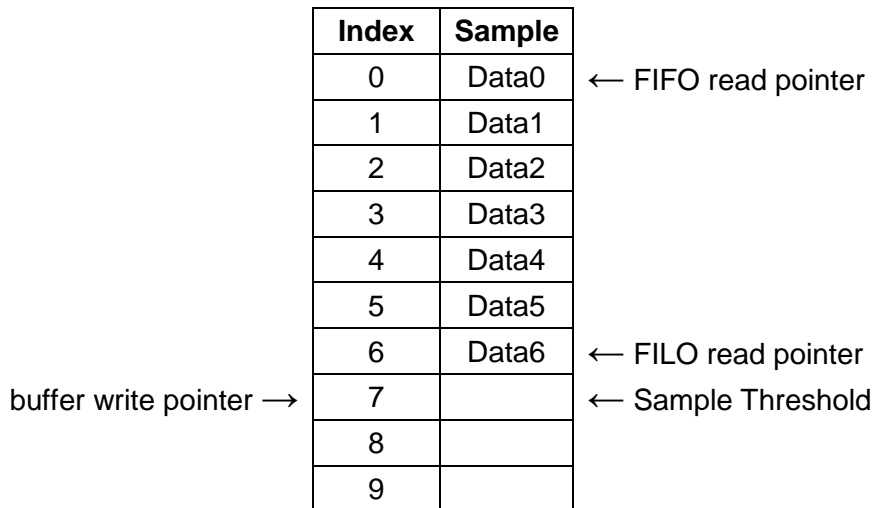 Index Sample
0 Data0 ← FIFO read pointer
1 Data1
2 Data2
3 Data3
4 Data4
5 Data5
6 Data6 ← FILO read pointer
buffer write pointer → 7 ← Sample Threshold
8
9